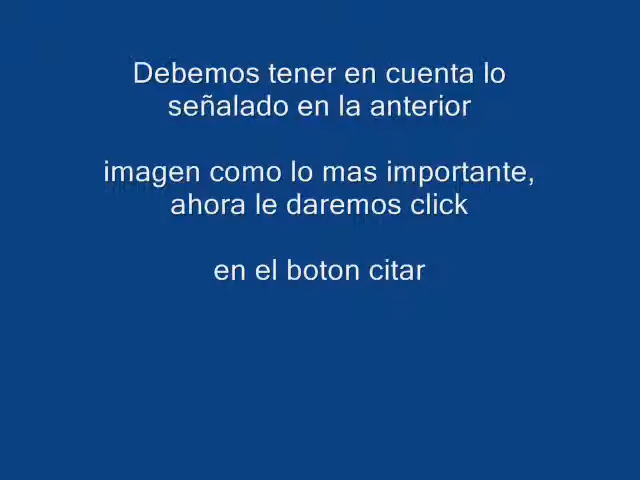 Debemos tener en cuenta lo
señalado en la anterior
imagen como lo mas importante,
ahora le daremos click
en el boton citar